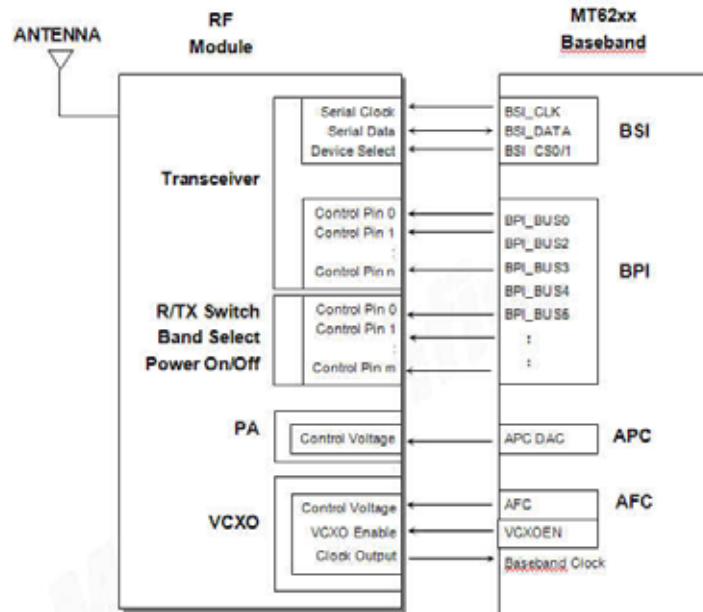 ANTENNA
RF
Module
MT62xx
Baseband
Transceiver
Serial Clock
Serial Data
Device Select
BSI_CLK
BSI_DATA
BSI CS0/1
BSI
Control Pin 0
Control Pin 1
:
Control Pin n
BPI_BUS0
BPI_BUS2
BPI_BUS3
BPI_BUS4
BPI_BUS5
:
:
BPI
R/TX Switch
Band Select
Power On/Off
Control Pin 0
Control Pin 1
:
Control Pin m
PA
Control Voltage
APC DAC
APC
VCXO
Control Voltage
VCXO Enable
Clock Output
AFC
VCXOEN
Baseband Clock
AFC